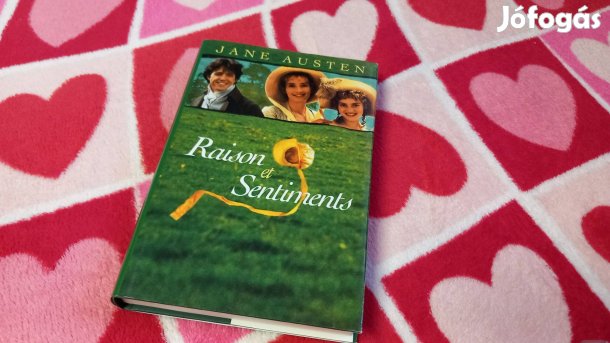 Jófogás
JANE AUSTEN
Raison
et
Sentiments